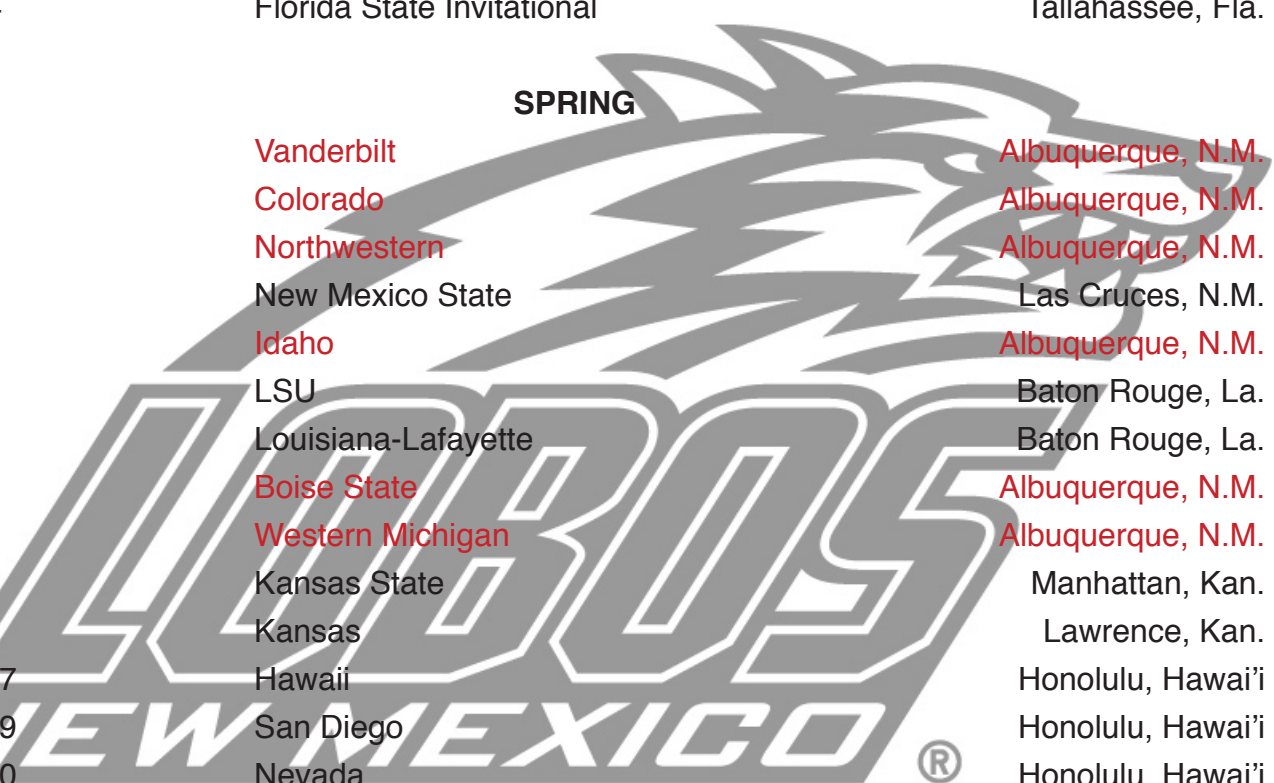 Florida State Invitational Tallahassee, Fla.
SPRING
Vanderbilt Albuquerque, N.M.
Colorado Albuquerque, N.M.
Northwestern Albuquerque, N.M.
New Mexico State Las Cruces, N.M.
Idaho Albuquerque, N.M.
LSU Baton Rouge, La.
Louisiana-Lafayette Baton Rouge, La.
Boise State Albuquerque, N.M.
Western Michigan Albuquerque, N.M.
Kansas State Manhattan, Kan.
Kansas Lawrence, Kan.
7 Hawaii Honolulu, Hawai’i
9 San Diego Honolulu, Hawai’i
0 Nevada Honolulu, Hawai’i
LOBOS
NEW MEXICO ®